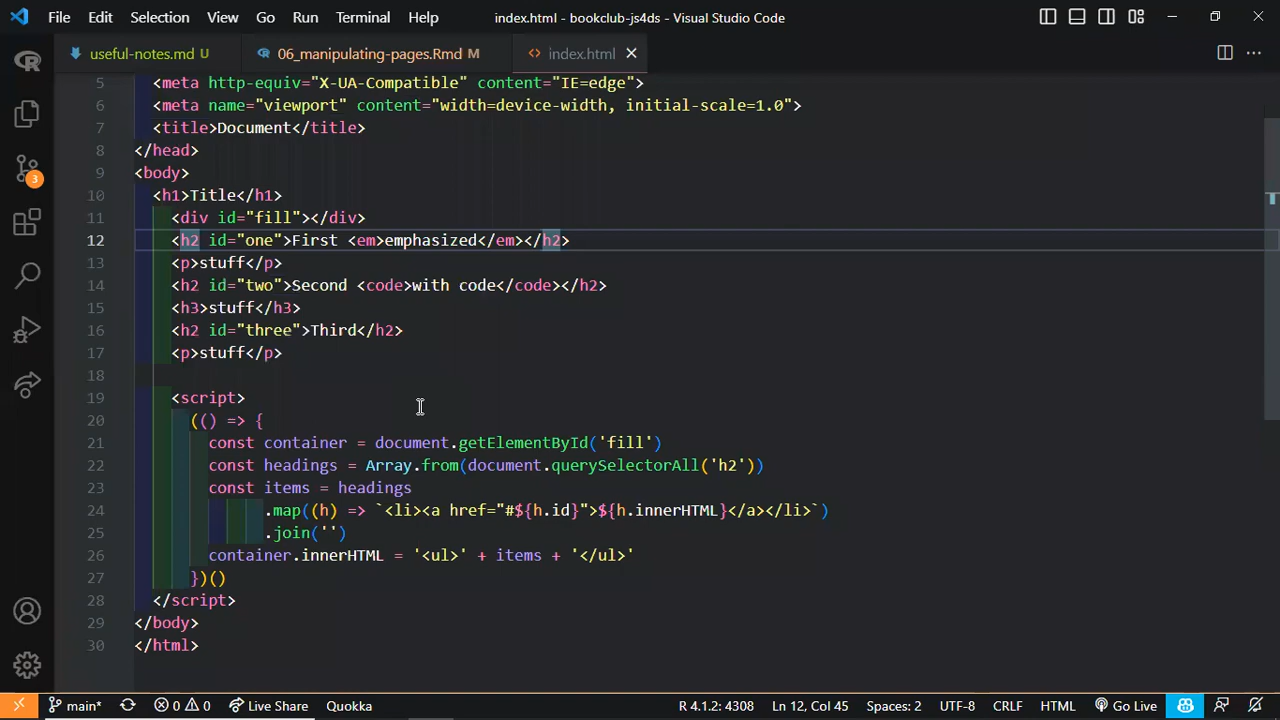 File Edit Selection View Go Run Terminal Help index.html - bookclub-js4ds - Visual Studio Code
useful-notes.md U 06_manipulating-pages.Rmd M <> index.html
5 <meta http-equiv="X-UA-Compatible" content="IE=edge">
6 <meta name="viewport" content="width=device-width, initial-scale=1.0">
7 <title>Document</title>
8 </head>
9 <body>
10 <h1>Title</h1>
11 <div id="fill"></div>
12 <h2 id="one">First <em>emphasized</em></h2>
13 <p>stuff</p>
14 <h2 id="two">Second <code>with code</code></h2>
15 <h3>stuff</h3>
16 <h2 id="three">Third</h2>
17 <p>stuff</p>
18
19 <script>
20 (() => {
21 const container = document.getElementById('fill')
22 const headings = Array.from(document.querySelectorAll('h2'))
23 const items = headings
24 .map((h) => `<li><a href="#${h.id}">${h.innerHTML}</a></li>`)
25 .join('')
26 container.innerHTML = '<ul>' + items + '</ul>'
27 })()
28 </script>
29 </body>
30 </html>
3
main* 0 0 Live Share Quokka R 4.1.2: 4308 Ln 12, Col 45 Spaces: 2 UTF-8 CRLF HTML Go Live